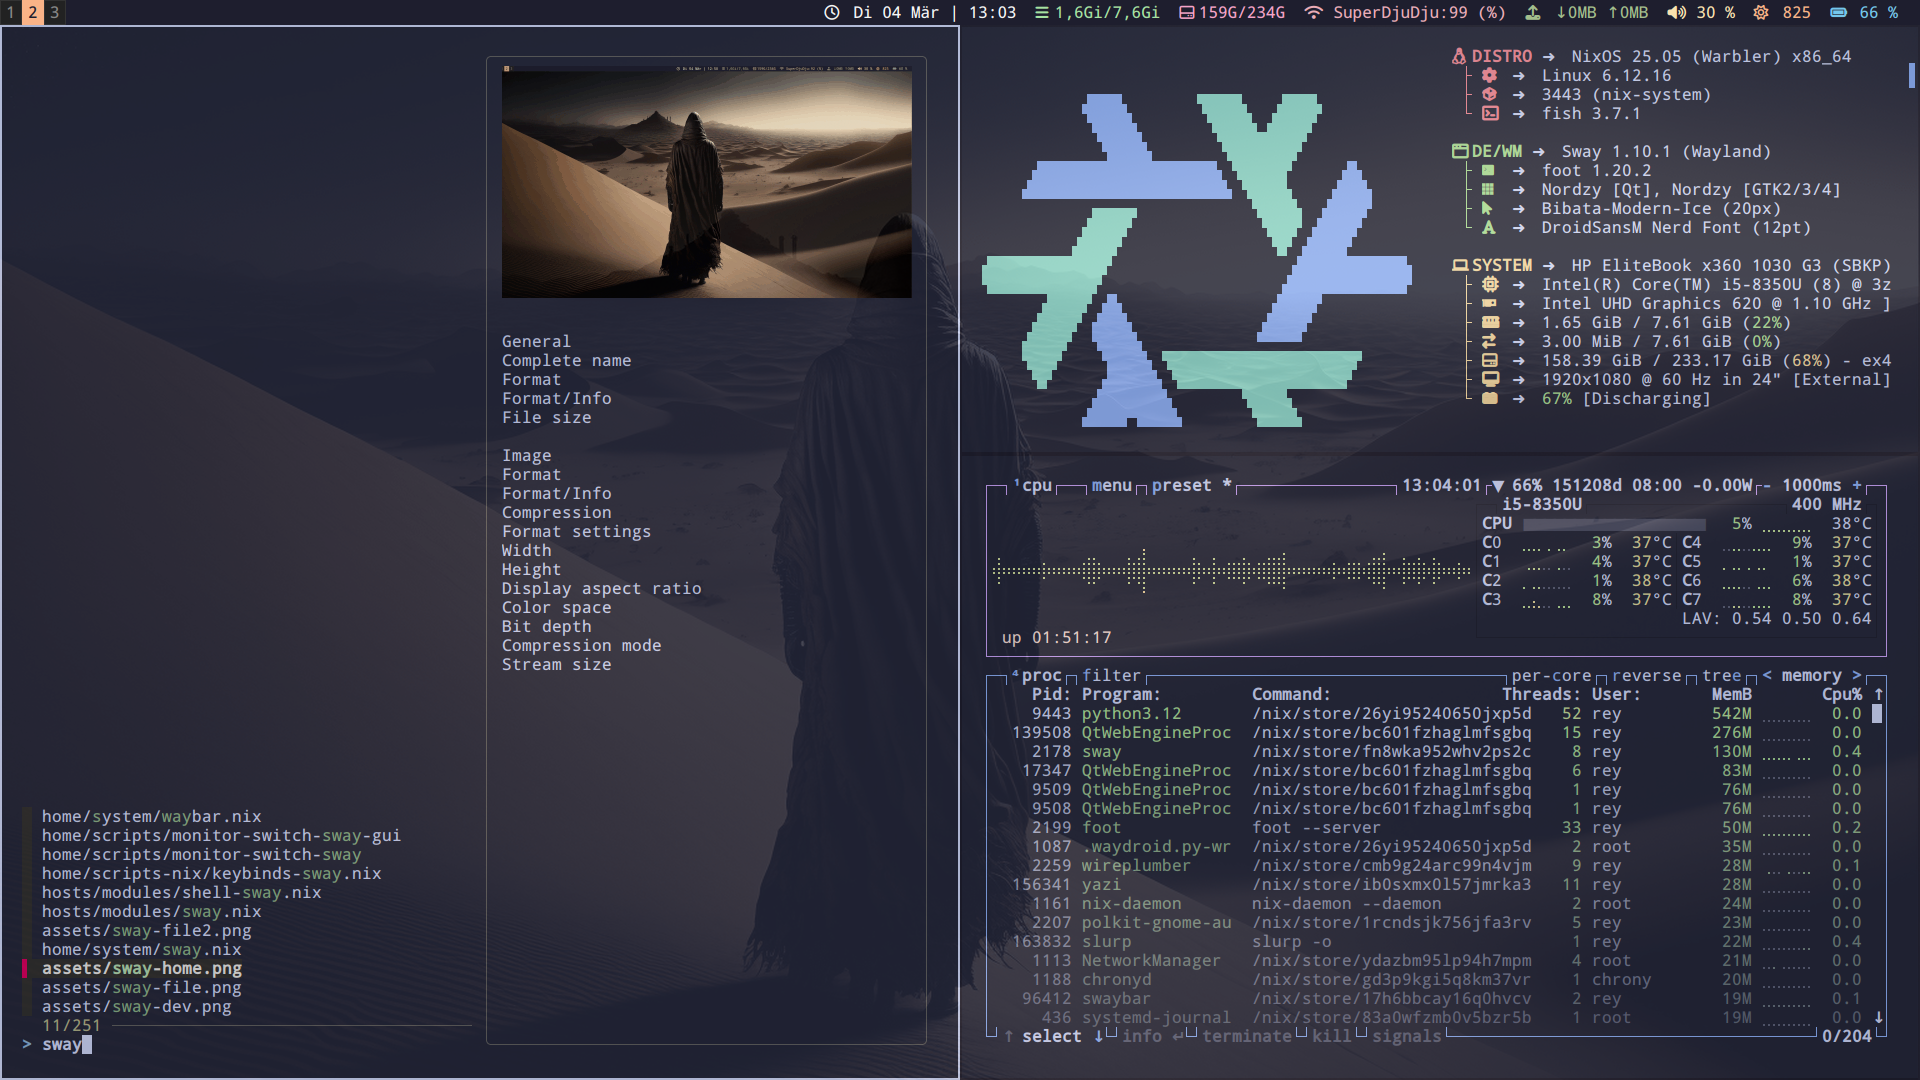 1 2 3 Di 04 Mär | 13:03 1,6Gi/7,6Gi 159G/234G SuperDjuDju:99 (%) ↓0MB ↑0MB 30 % 825 66 %
General
Complete name
Format
Format/Info
File size
Image
Format
Format/Info
Compression
Format settings
Width
Height
Display aspect ratio
Color space
Bit depth
Compression mode
Stream size
home/system/waybar.nix
home/scripts/monitor-switch-sway-gui
home/scripts/monitor-switch-sway
home/scripts-nix/keybinds-sway.nix
hosts/modules/shell-sway.nix
hosts/modules/sway.nix
assets/sway-file2.png
home/system/sway.nix
assets/sway-home.png
assets/sway-file.png
assets/sway-dev.png
11/251
> sway
DISTRO → NixOS 25.05 (Warbler) x86_64
→ Linux 6.12.16
→ 3443 (nix-system)
→ fish 3.7.1
DE/WM → Sway 1.10.1 (Wayland)
→ foot 1.20.2
→ Nordzy [Qt], Nordzy [GTK2/3/4]
→ Bibata-Modern-Ice (20px)
→ DroidSansM Nerd Font (12pt)
SYSTEM → HP EliteBook x360 1030 G3 (SBKP)
→ Intel(R) Core(TM) i5-8350U (8) @ 3z
→ Intel UHD Graphics 620 @ 1.10 GHz ]
→ 1.65 GiB / 7.61 GiB (22%)
→ 3.00 MiB / 7.61 GiB (0%)
→ 158.39 GiB / 233.17 GiB (68%) - ex4
→ 1920x1080 @ 60 Hz in 24" [External]
→ 67% [Discharging]
¹cpu menu preset * 13:04:01 ▼ 66% 151208d 08:00 -0.00W - 1000ms +
i5-8350U 400 MHz
CPU 5% 38°C
C0 3% 37°C C4 9% 37°C
C1 4% 37°C C5 1% 37°C
C2 1% 38°C C6 6% 38°C
C3 8% 37°C C7 8% 37°C
LAV: 0.54 0.50 0.64
up 01:51:17
⁴proc filter per-core reverse tree < memory >
Pid: Program: Command: Threads: User: MemB Cpu% ↑
9443 python3.12 /nix/store/26yi95240650jxp5d 52 rey 542M 0.0
139508 QtWebEngineProc /nix/store/bc601fzhaglmfsgbq 15 rey 276M 0.0
2178 sway /nix/store/fn8wka952whv2ps2c 8 rey 130M 0.4
17347 QtWebEngineProc /nix/store/bc601fzhaglmfsgbq 6 rey 83M 0.0
9509 QtWebEngineProc /nix/store/bc601fzhaglmfsgbq 1 rey 76M 0.0
9508 QtWebEngineProc /nix/store/bc601fzhaglmfsgbq 1 rey 76M 0.0
2199 foot foot --server 33 rey 50M 0.2
1087 .waydroid.py-wr /nix/store/26yi95240650jxp5d 2 root 35M 0.0
2259 wireplumber /nix/store/cmb9g24arc99n4vjm 9 rey 28M 0.1
156341 yazi /nix/store/ib0sxmx0l57jmrka3 11 rey 28M 0.0
1161 nix-daemon nix-daemon --daemon 2 root 24M 0.0
2207 polkit-gnome-au /nix/store/1rcndsjk756jfa3rv 5 rey 23M 0.0
163832 slurp slurp -o 1 rey 22M 0.4
1113 NetworkManager /nix/store/ydazbm95lp94h7mpm 4 root 21M 0.0
1188 chronyd /nix/store/gd3p9kgi5q8km37vr 1 chrony 20M 0.0
96412 swaybar /nix/store/17h6bbcay16q0hvcv 2 rey 19M 0.1
436 systemd-journal /nix/store/83a0wfzmb0v5bzr5b 1 root 19M 0.0 ↓
↑ select ↓ info ↵ terminate kill signals 0/204